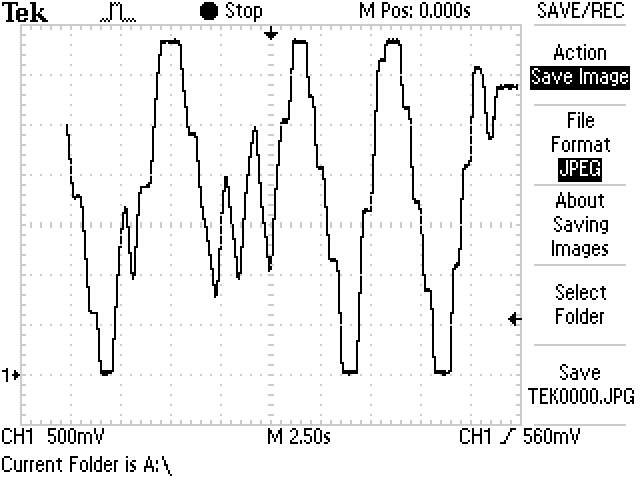 Tek Stop M Pos: 0.000s SAVE/REC
Action
Save Image
File
Format
JPEG
About
Saving
Images
Select
Folder
1
Save
TEK0000.JPG
CH1 500mV M 2.50s CH1 560mV
Current Folder is A:\